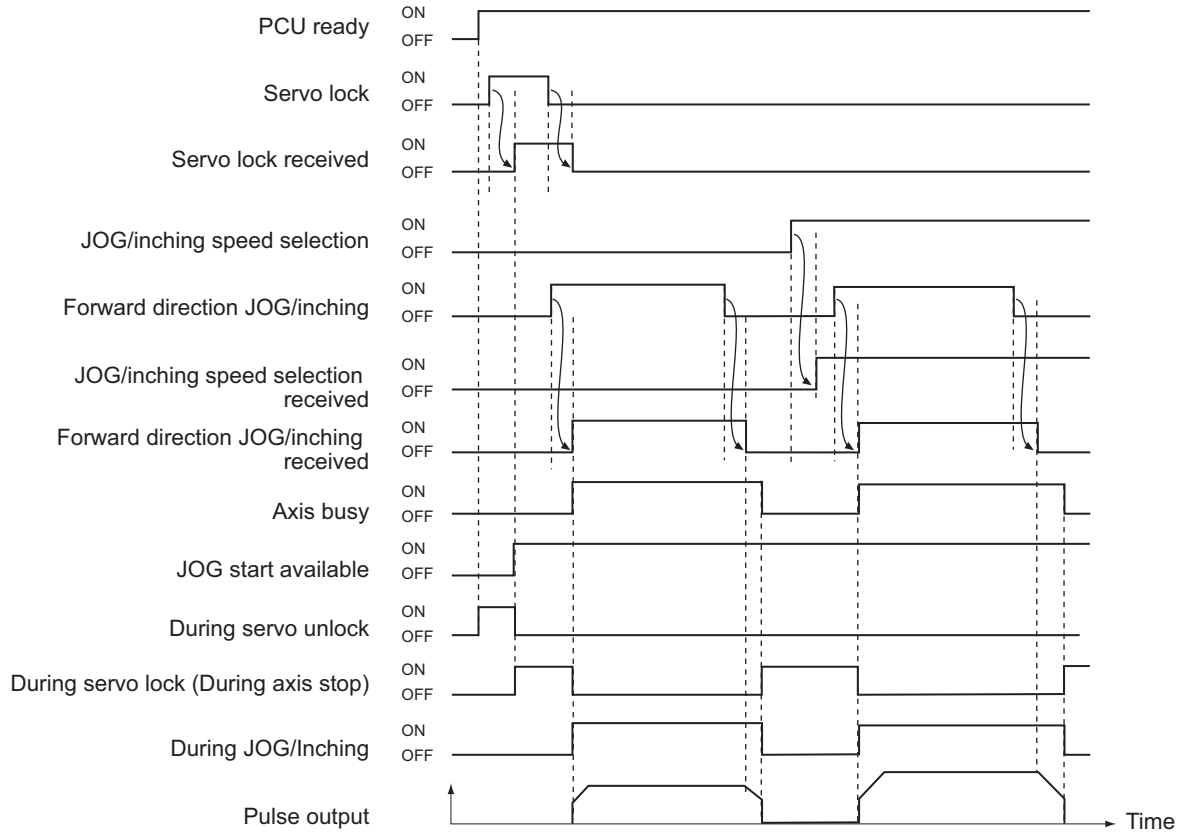 PCU ready
ON
OFF
Servo lock
ON
OFF
Servo lock received
ON
OFF
JOG/inching speed selection
ON
OFF
Forward direction JOG/inching
ON
OFF
JOG/inching speed selection
received
ON
OFF
Forward direction JOG/inching
received
ON
OFF
Axis busy
ON
OFF
JOG start available
ON
OFF
During servo unlock
ON
OFF
During servo lock (During axis stop)
ON
OFF
During JOG/Inching
ON
OFF
Pulse output
Time